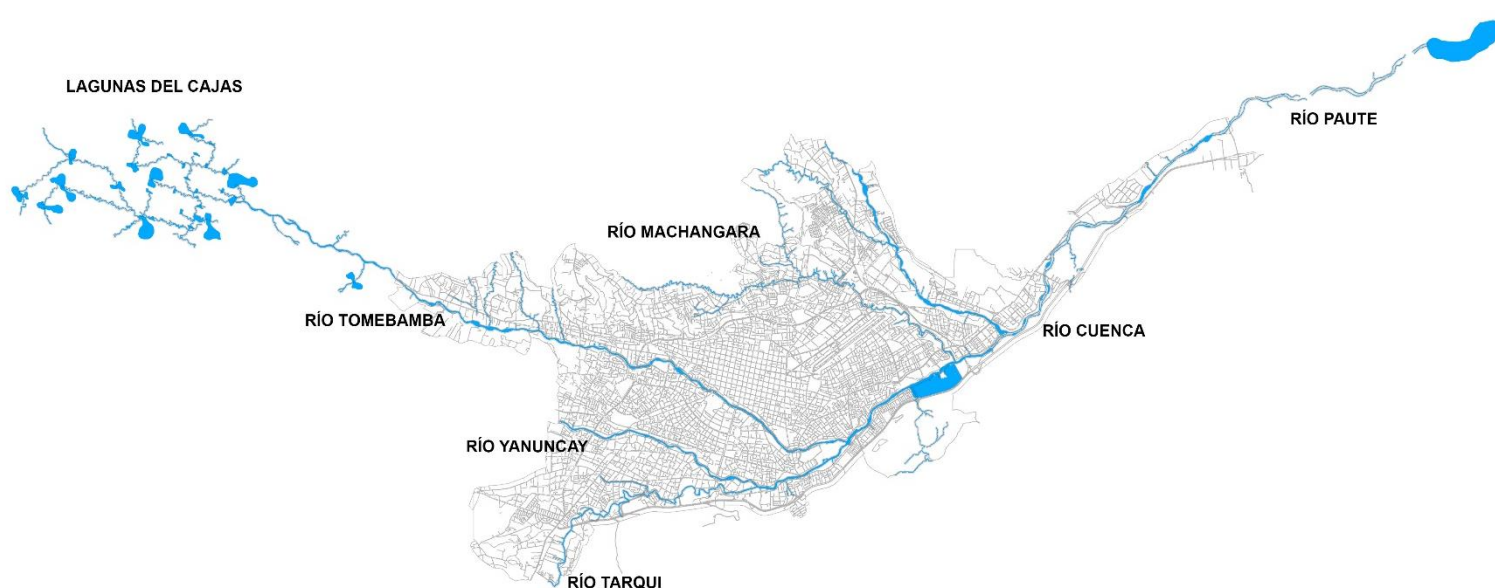 LAGUNAS DEL CAJAS
RÍO PAUTE
RÍO MACHANGARA
RÍO TOMEBAMBA
RÍO CUENCA
RÍO YANUNCAY
RÍO TARQUI